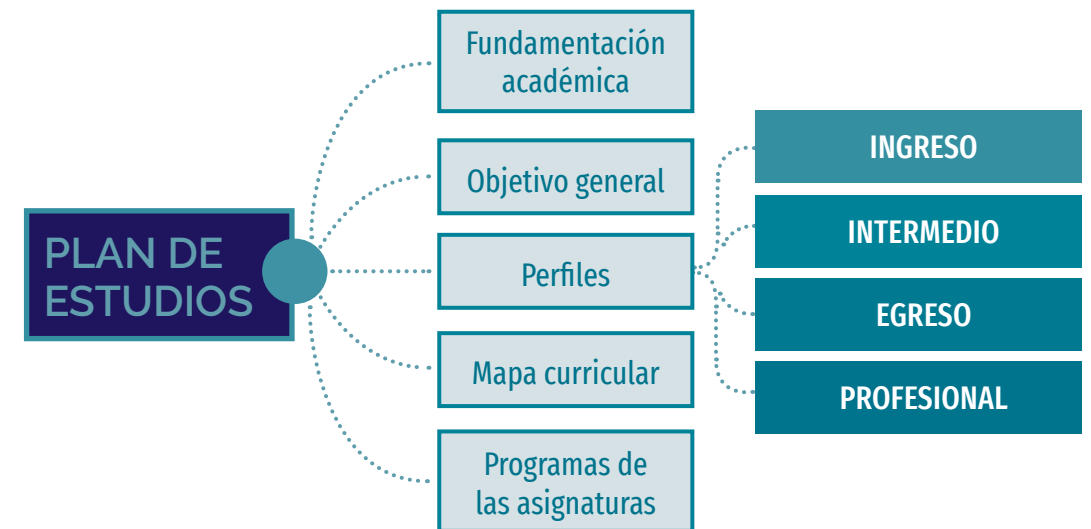 PLAN DE
ESTUDIOS
Fundamentación
académica
Objetivo general
Perfiles
Mapa curricular
Programas de
las asignaturas
INGRESO
INTERMEDIO
EGRESO
PROFESIONAL